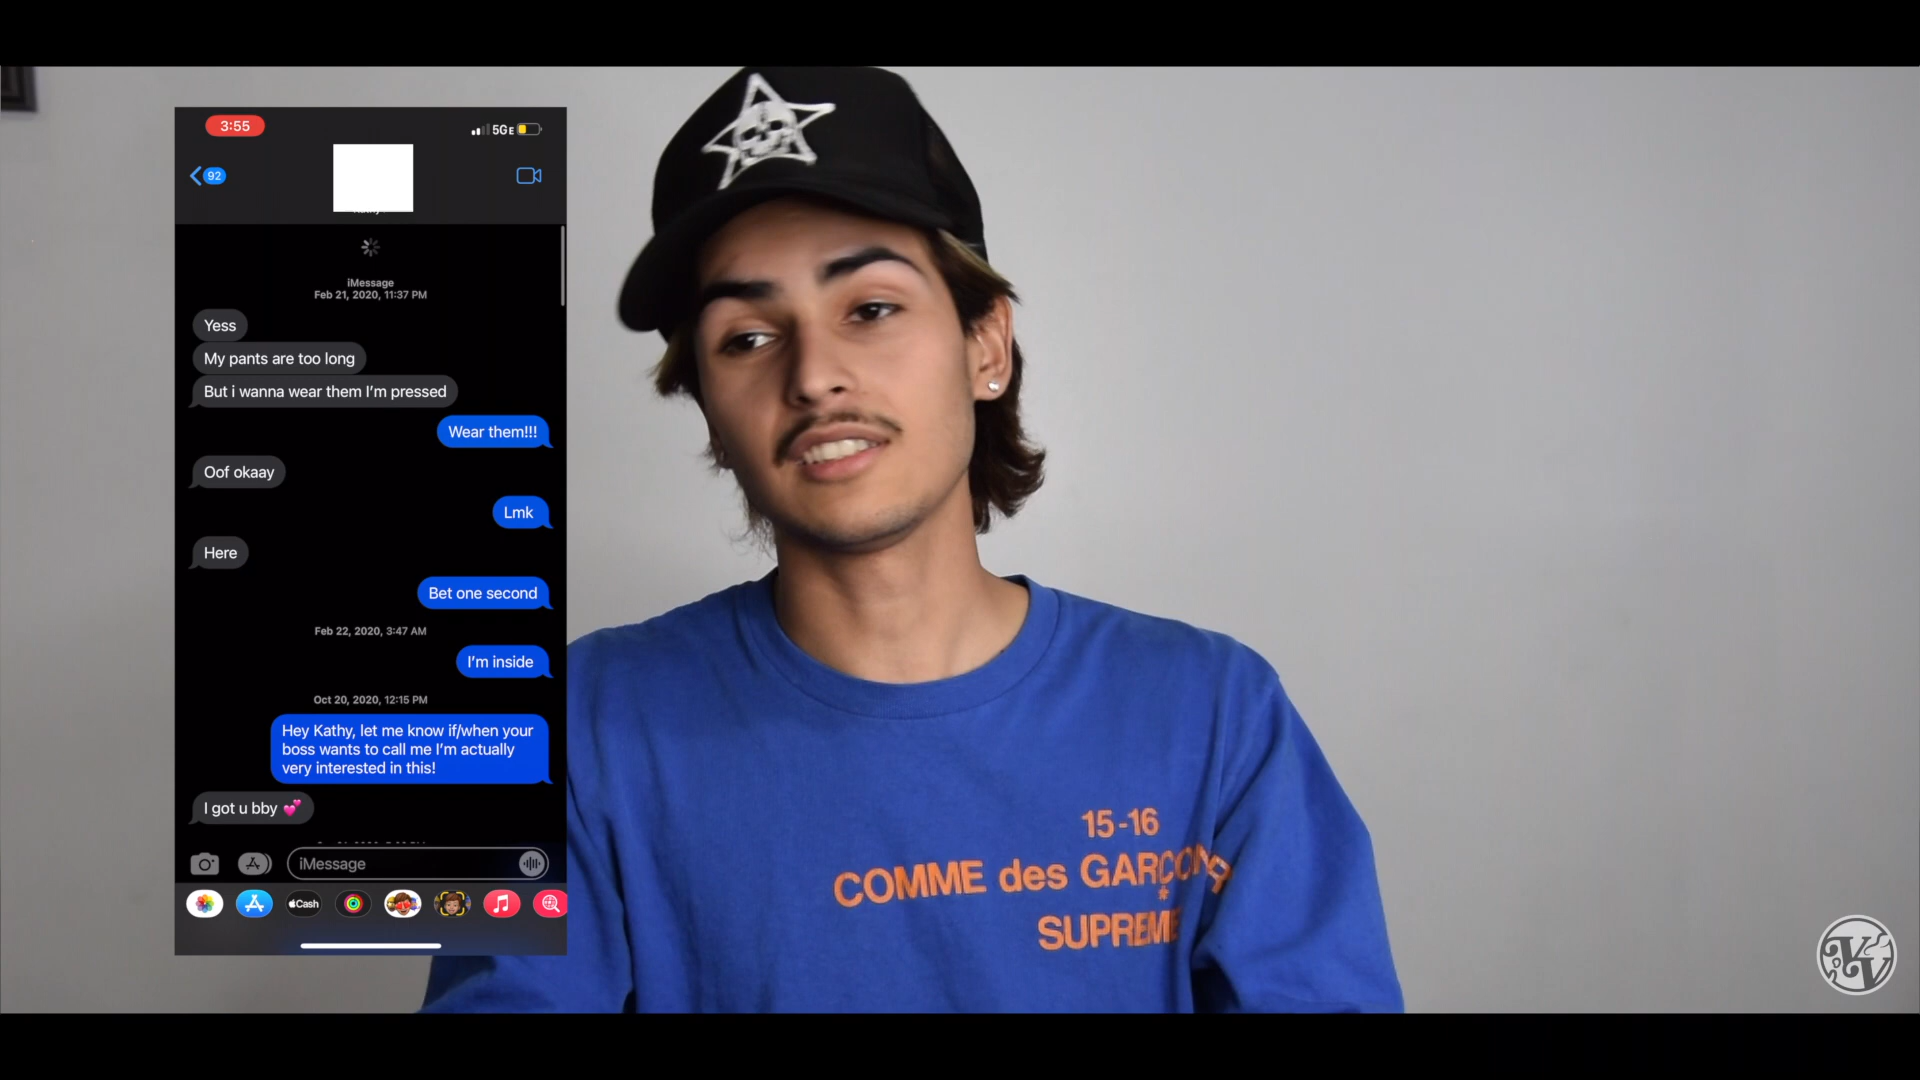 3:55
5GE
92
iMessage
Feb 21, 2020, 11:37 PM
Yess
My pants are too long
But i wanna wear them I'm pressed
Wear them!!!
Oof okaay
Lmk
Here
Bet one second
Feb 22, 2020, 3:47 AM
I'm inside
Oct 20, 2020, 12:15 PM
Hey Kathy, let me know if/when your
boss wants to call me I'm actually
very interested in this!
I got u bby 💕
iMessage
Cash
15-16
COMME des GARÇONS
SUPREME